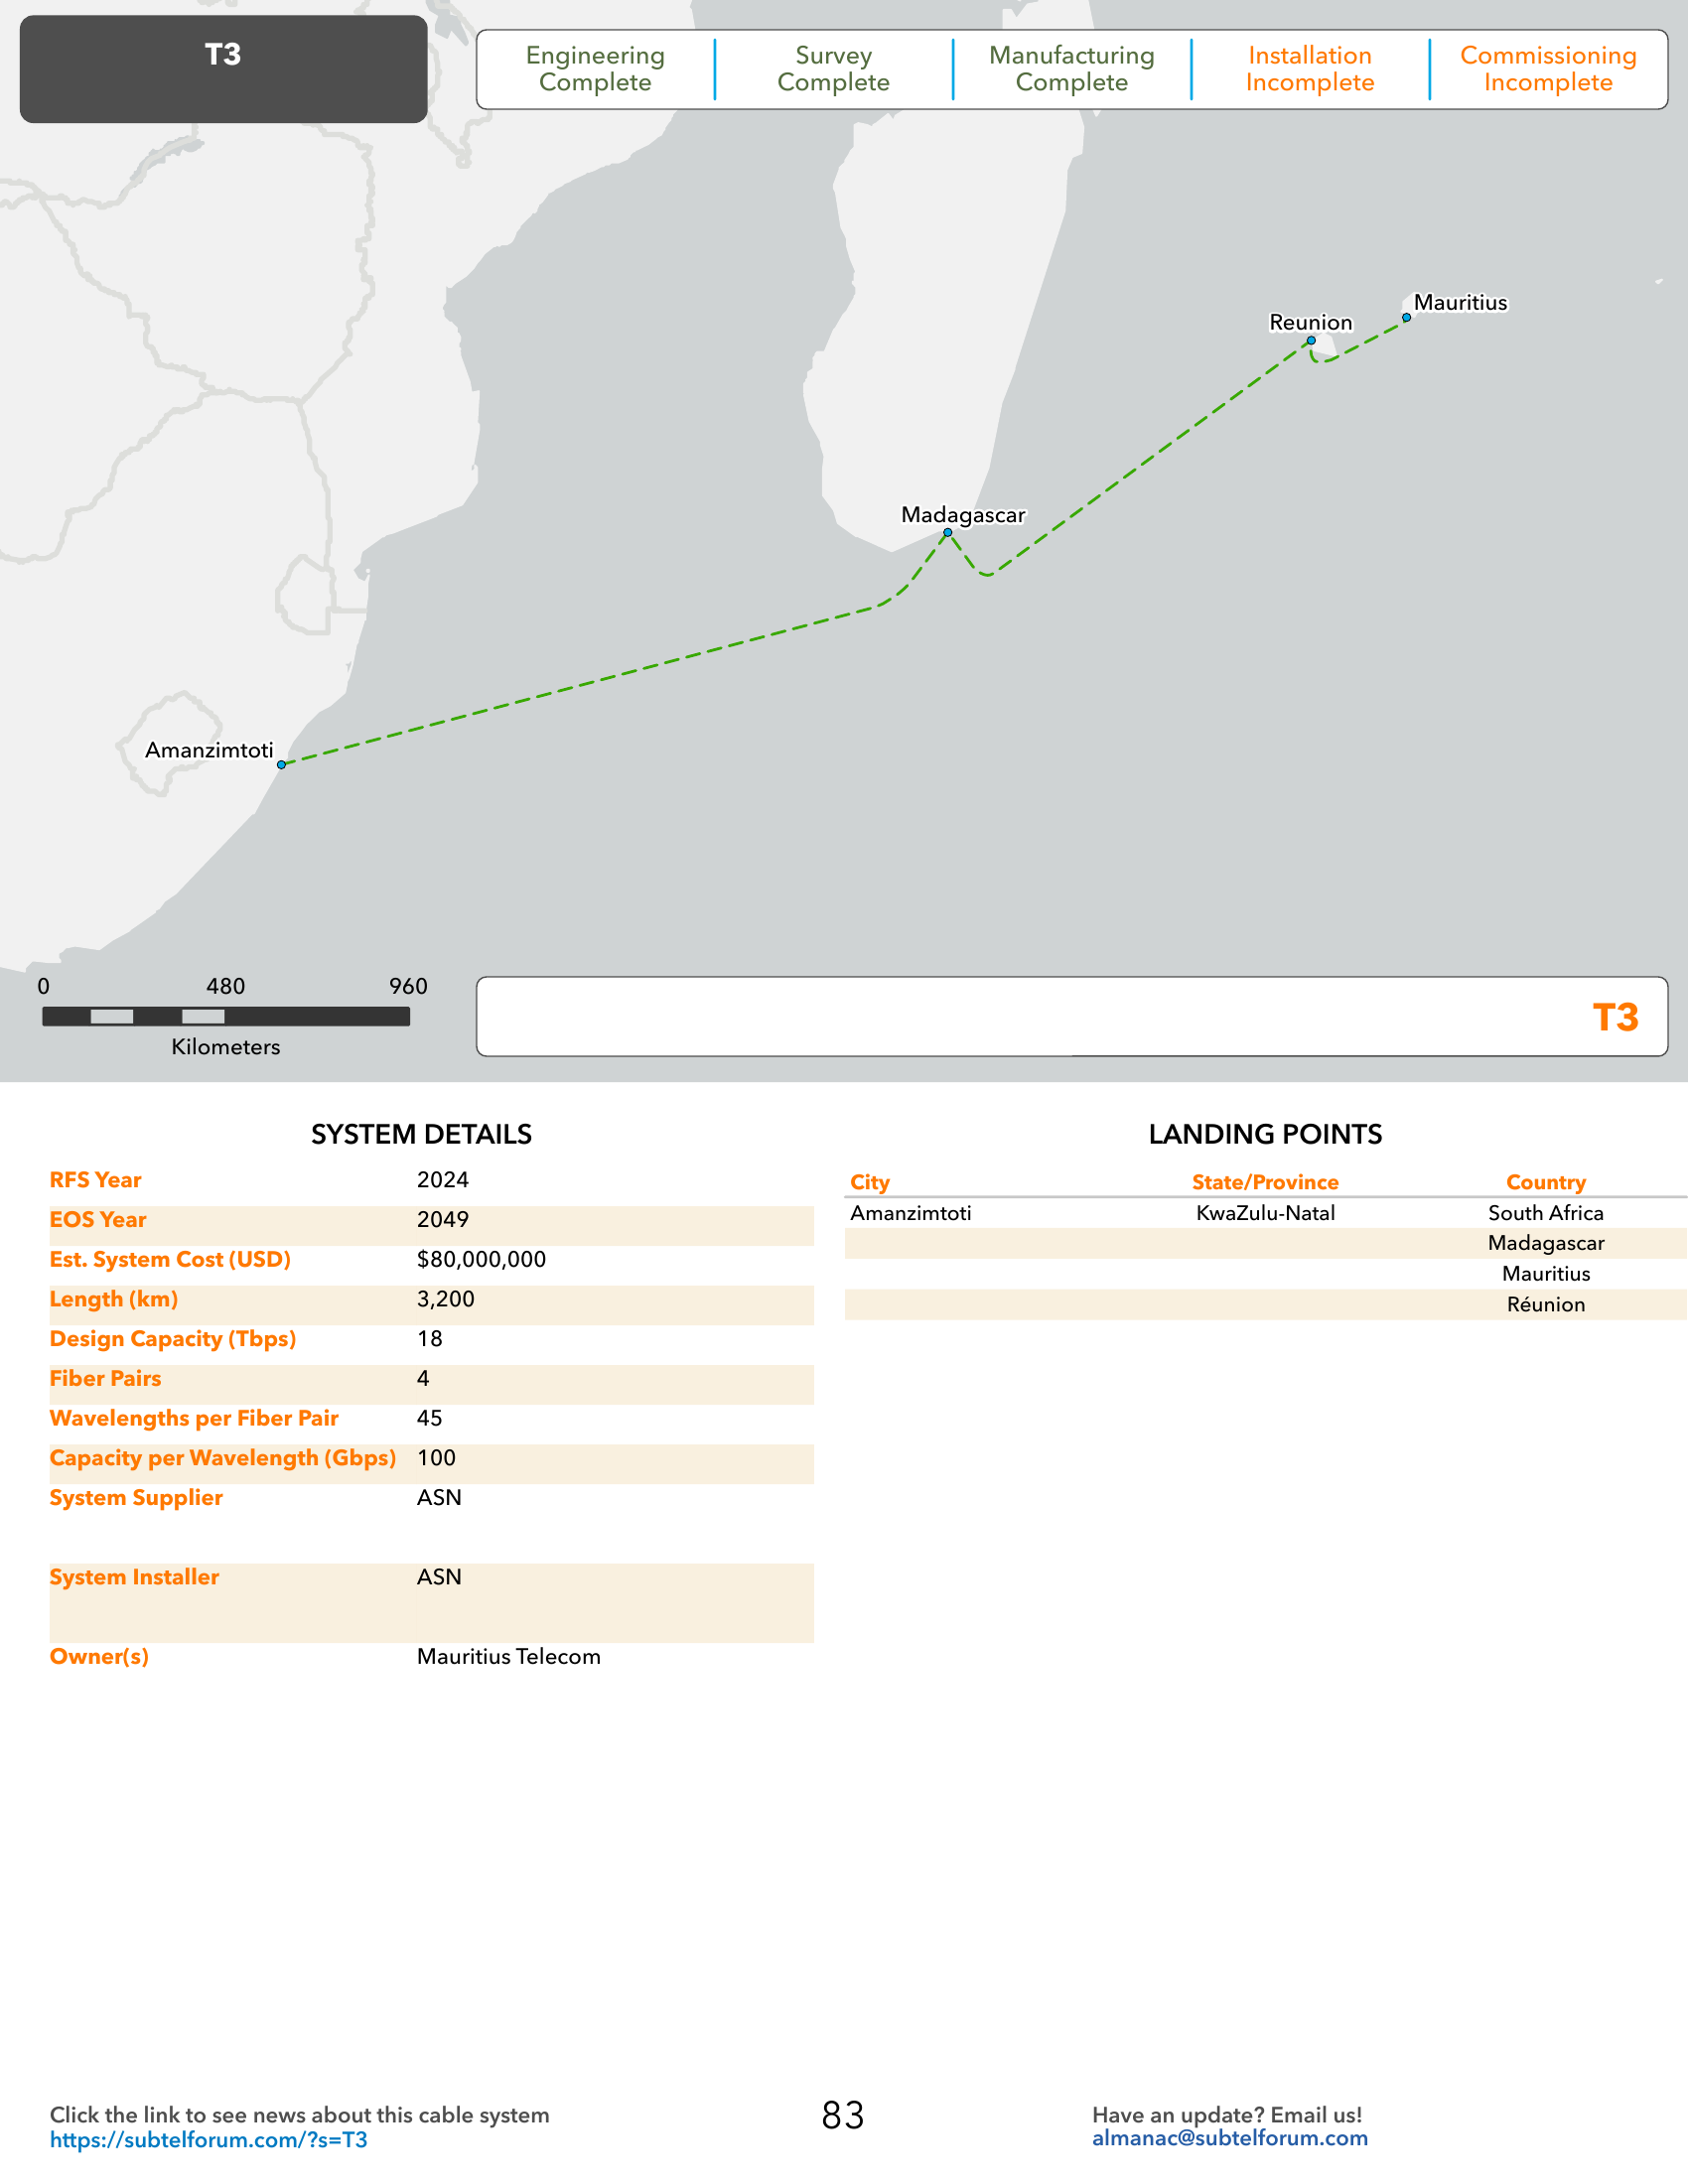 T3
Engineering
Complete
Survey
Complete
Manufacturing
Complete
Installation
Incomplete
Commissioning
Incomplete
Mauritius
Reunion
Madagascar
Amanzimtoti
0 480 960
Kilometers
T3
SYSTEM DETAILS
RFS Year 2024
EOS Year 2049
Est. System Cost (USD) $80,000,000
Length (km) 3,200
Design Capacity (Tbps) 18
Fiber Pairs 4
Wavelengths per Fiber Pair 45
Capacity per Wavelength (Gbps) 100
System Supplier ASN
System Installer ASN
Owner(s) Mauritius Telecom
LANDING POINTS
City State/Province Country
Amanzimtoti KwaZulu-Natal South Africa
Madagascar
Mauritius
Réunion
Click the link to see news about this cable system
https://subtelforum.com/?s=T3
83
Have an update? Email us!
almanac@subtelforum.com